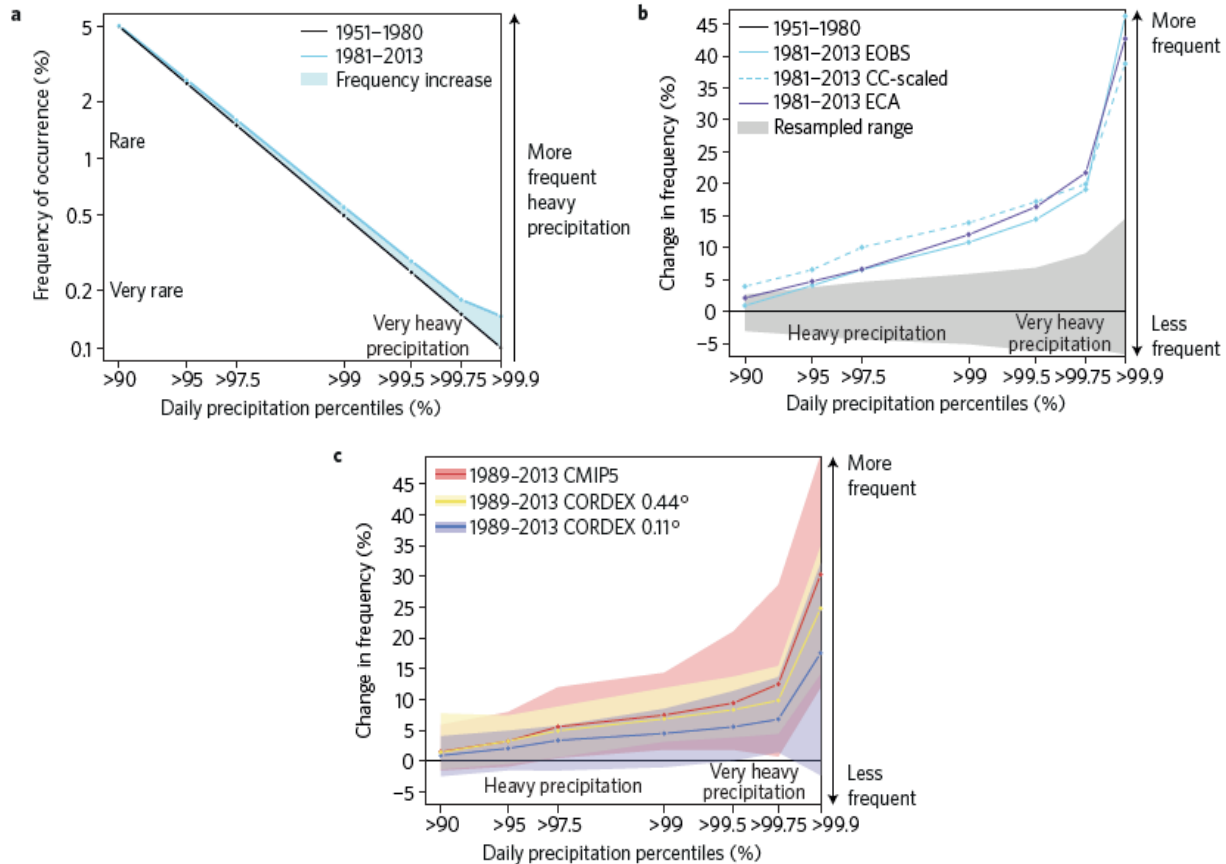 a
Frequency of occurrence (%)
5
2
1
0.5
0.2
0.1
1951–1980
1981–2013
Frequency increase
Rare
Very rare
Very heavy
precipitation
More
frequent
heavy
precipitation
>90
>95
>97.5
>99
>99.5
>99.75
>99.9
Daily precipitation percentiles (%)
b
Change in frequency (%)
45
40
35
30
25
20
15
10
5
0
−5
1951–1980
1981–2013 EOBS
1981–2013 CC-scaled
1981–2013 ECA
Resampled range
Heavy precipitation
Very heavy
precipitation
More
frequent
Less
frequent
>90
>95
>97.5
>99
>99.5
>99.75
>99.9
Daily precipitation percentiles (%)
c
Change in frequency (%)
45
40
35
30
25
20
15
10
5
0
−5
1989–2013 CMIP5
1989–2013 CORDEX 0.44º
1989–2013 CORDEX 0.11º
Heavy precipitation
Very heavy
precipitation
More
frequent
Less
frequent
>90
>95
>97.5
>99
>99.5
>99.75
>99.9
Daily precipitation percentiles (%)